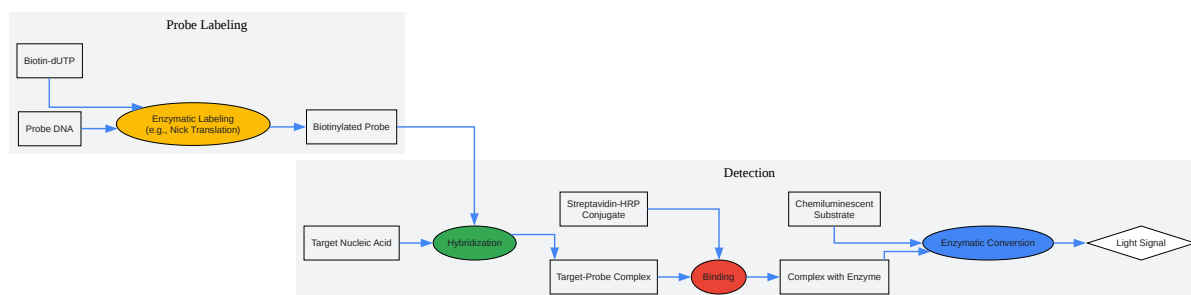 Probe Labeling
Biotin-dUTP
Probe DNA
Enzymatic Labeling
(e.g., Nick Translation)
Biotinylated Probe
Detection
Target Nucleic Acid
Hybridization
Streptavidin-HRP
Conjugate
Target-Probe Complex
Binding
Chemiluminescent
Substrate
Complex with Enzyme
Enzymatic Conversion
Light Signal